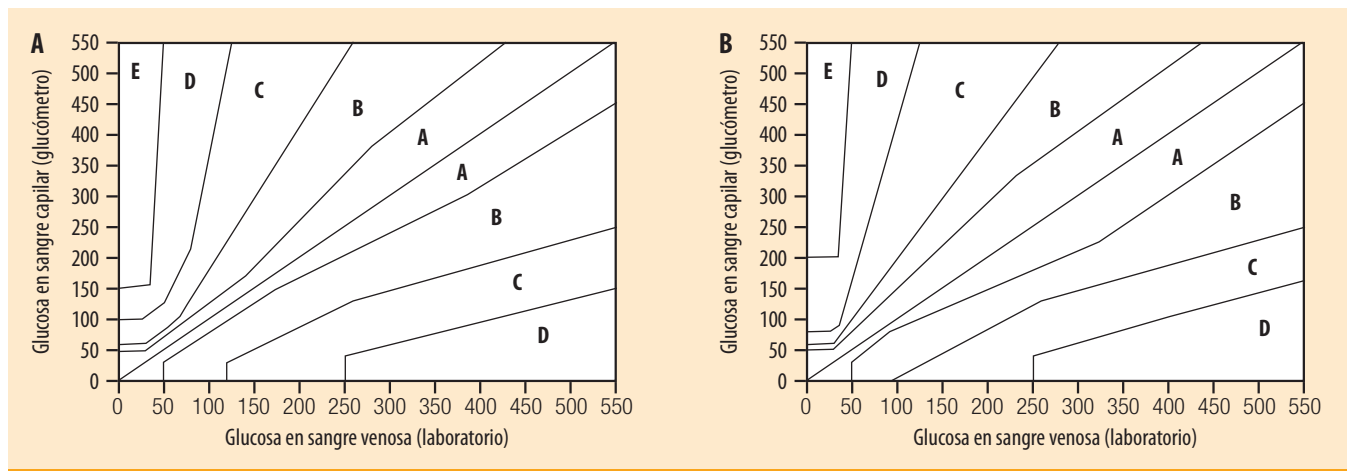 A
550
500
450
400
350
300
250
200
150
100
50
0
Glucosa en sangre capilar (glucómetro)
E
D
C
B
A
A
B
C
D
0 50 100 150 200 250 300 350 400 450 500 550
Glucosa en sangre venosa (laboratorio)
B
550
500
450
400
350
300
250
200
150
100
50
0
Glucosa en sangre capilar (glucómetro)
E
D
C
B
A
A
B
C
D
0 50 100 150 200 250 300 350 400 450 500 550
Glucosa en sangre venosa (laboratorio)